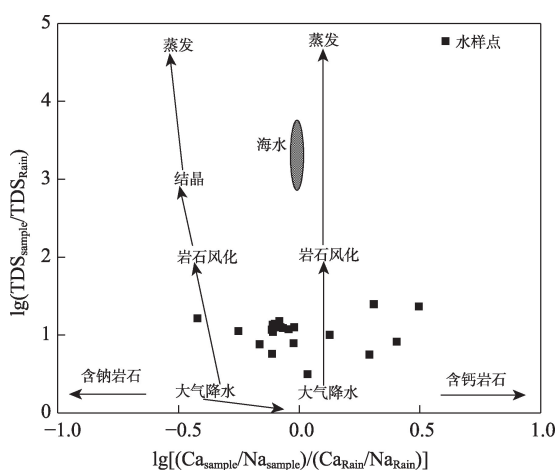 5
4
3
2
1
0
lg(TDSsample/TDSRain)
蒸发
蒸发
水样点
海水
结晶
岩石风化
岩石风化
含钠岩石
大气降水
大气降水
含钙岩石
−1.0
−0.5
0.0
0.5
1.0
lg[(Casample/Nasample)/(CaRain/NaRain)]